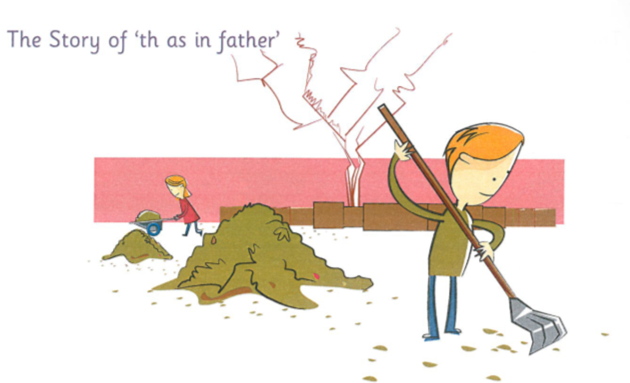 The Story of ‘th as in father’